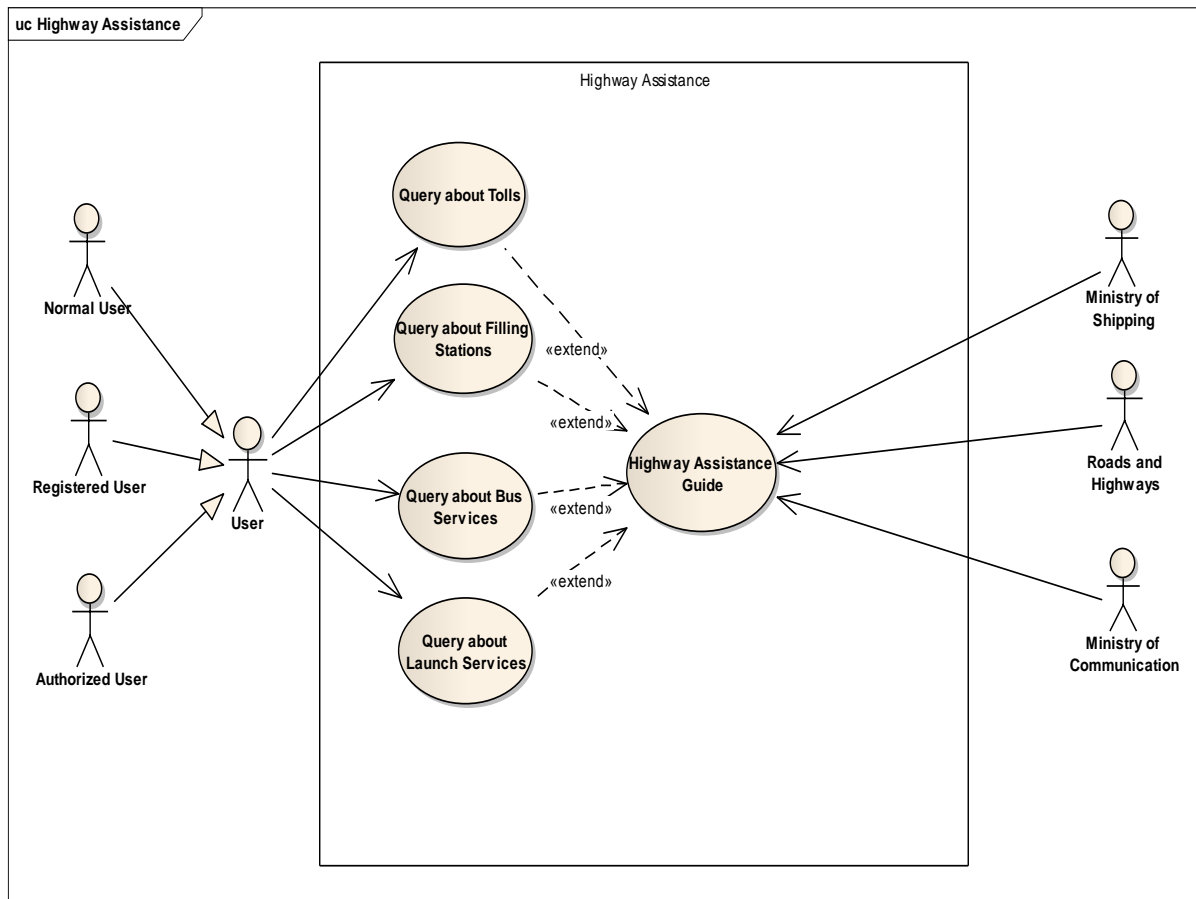 uc Highway Assistance
Highway Assistance
Query about Tolls
Normal User
Query about Filling
Stations
«extend»
«extend»
Ministry of
Shipping
Registered User
User
Query about Bus
Services
«extend»
Highway Assistance
Guide
Roads and
Highways
«extend»
Authorized User
Query about
Launch Services
Ministry of
Communication